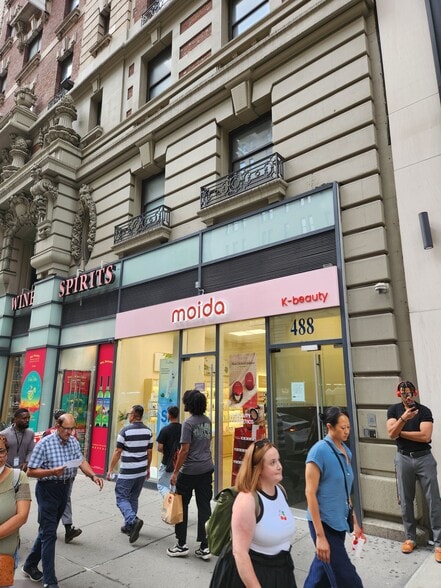 WINE
SPIRITS
moida
K-beauty
488